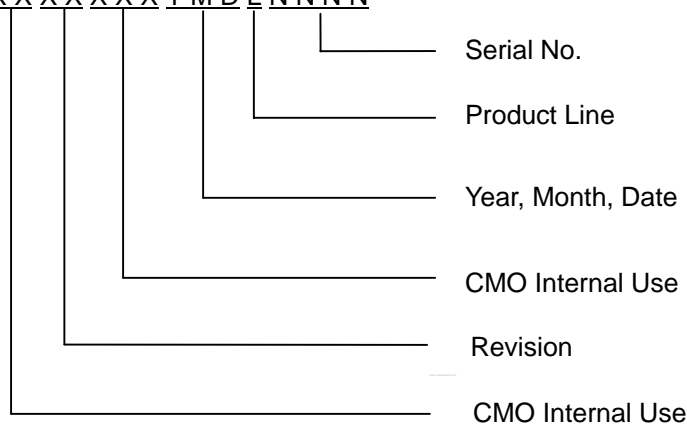 X X X X X X X Y M D L N N N N
Serial No.
Product Line
Year, Month, Date
CMO Internal Use
Revision
CMO Internal Use